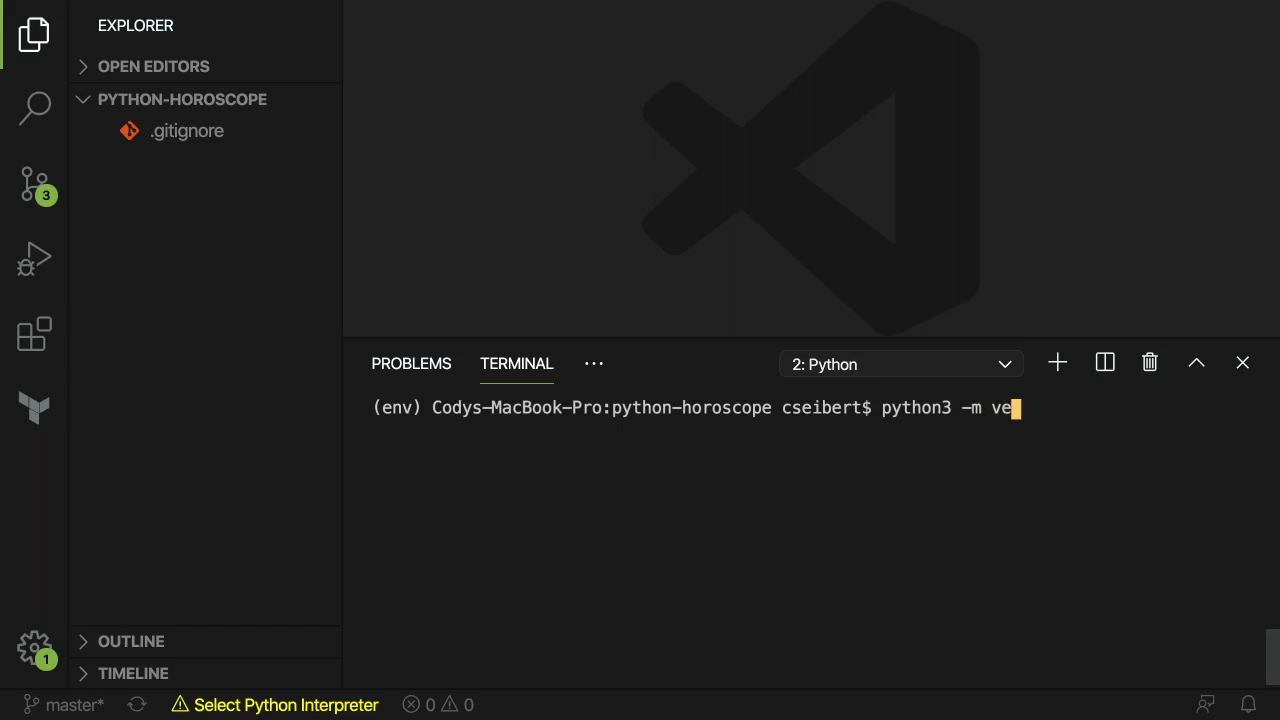 EXPLORER
OPEN EDITORS
PYTHON-HOROSCOPE
.gitignore
3
PROBLEMS
TERMINAL
···
2: Python
(env) Codys-MacBook-Pro:python-horoscope cseibert$ python3 -m ve
OUTLINE
TIMELINE
1
master*
Select Python Interpreter
0
0